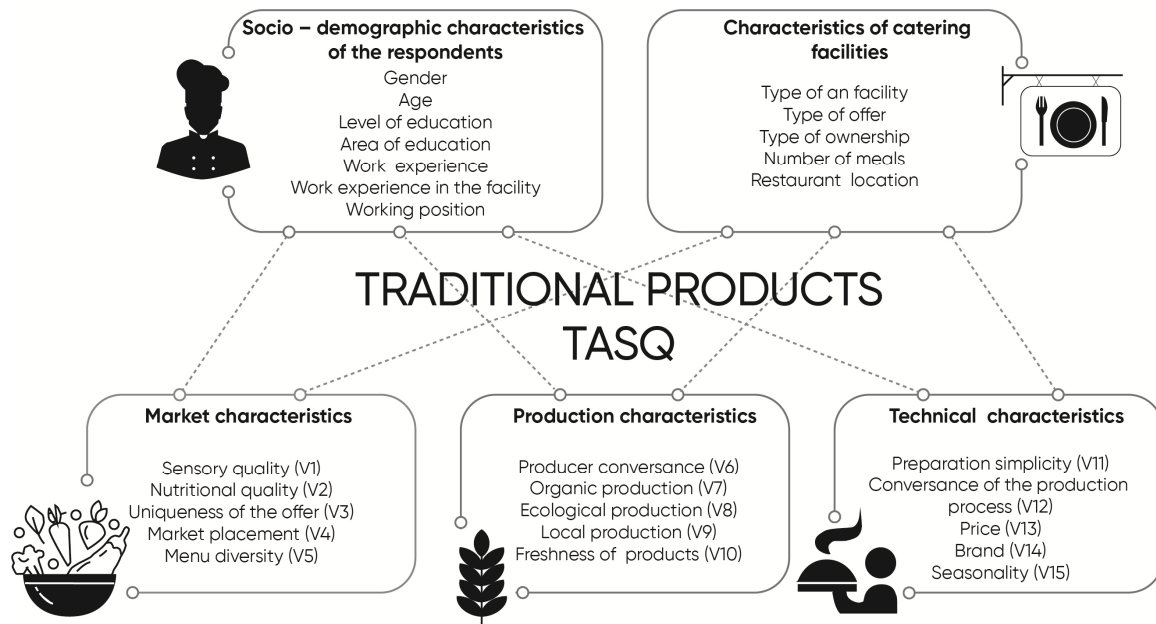 Socio – demographic characteristics
of the respondents
Gender
Age
Level of education
Area of education
Work experience
Work experience in the facility
Working position
Characteristics of catering
facilities
Type of an facility
Type of offer
Type of ownership
Number of meals
Restaurant location
TRADITIONAL PRODUCTS
TASQ
Market characteristics
Sensory quality (V1)
Nutritional quality (V2)
Uniqueness of the offer (V3)
Market placement (V4)
Menu diversity (V5)
Production characteristics
Producer conversance (V6)
Organic production (V7)
Ecological production (V8)
Local production (V9)
Freshness of products (V10)
Technical characteristics
Preparation simplicity (V11)
Conversance of the production
process (V12)
Price (V13)
Brand (V14)
Seasonality (V15)